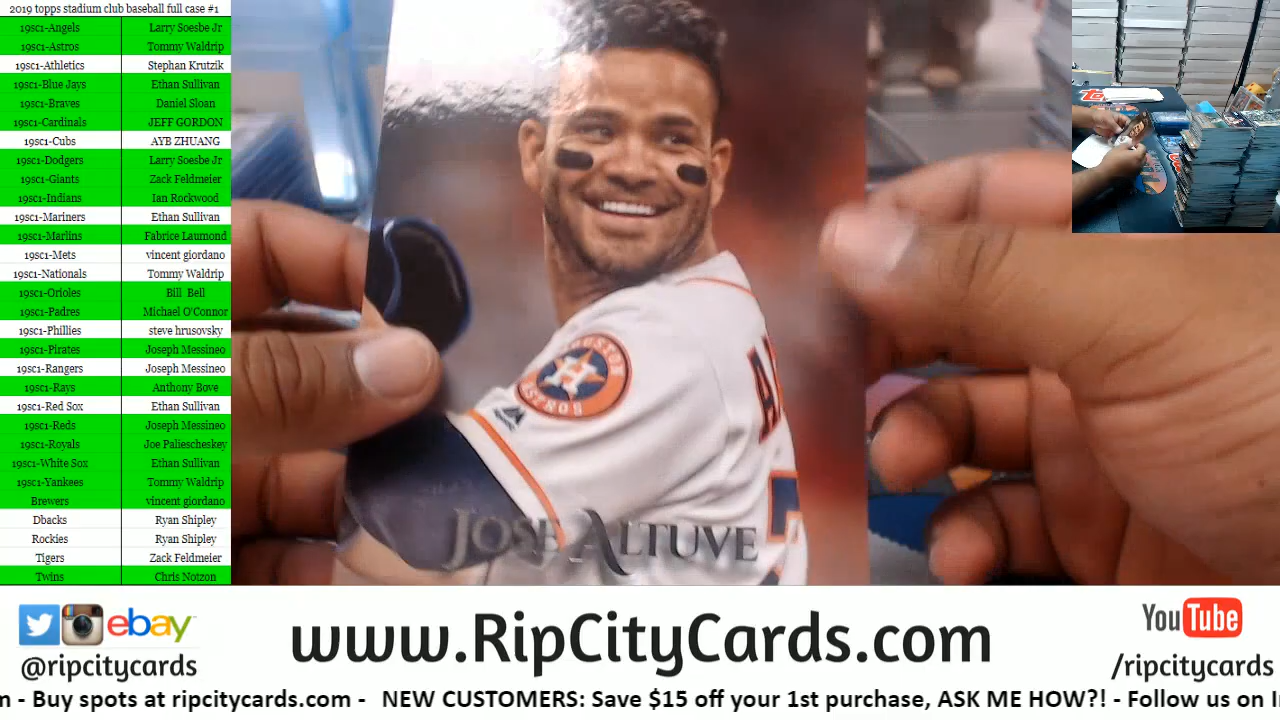 2019 topps stadium club baseball full case #1
19sc1-Angels Larry Soesbe Jr
19sc1-Astros Tommy Waldrip
19sc1-Athletics Stephan Krutzik
19sc1-Blue Jays Ethan Sullivan
19sc1-Braves Daniel Sloan
19sc1-Cardinals JEFF GORDON
19sc1-Cubs AYB ZHUANG
19sc1-Dodgers Larry Soesbe Jr
19sc1-Giants Zack Feldmeier
19sc1-Indians Ian Rockwood
19sc1-Mariners Ethan Sullivan
19sc1-Marlins Fabrice Laumond
19sc1-Mets vincent giordano
19sc1-Nationals Tommy Waldrip
19sc1-Orioles Bill Bell
19sc1-Padres Michael O'Connor
19sc1-Phillies steve hrusovsky
19sc1-Pirates Joseph Messineo
19sc1-Rangers Joseph Messineo
19sc1-Rays Anthony Bove
19sc1-Red Sox Ethan Sullivan
19sc1-Reds Joseph Messineo
19sc1-Royals Joe Paliescheskey
19sc1-White Sox Ethan Sullivan
19sc1-Yankees Tommy Waldrip
Brewers vincent giordano
Dbacks Ryan Shipley
Rockies Ryan Shipley
Tigers Zack Feldmeier
Twins Chris Notzon
HOUSTON
H
ASTROS
JOSE ALTUVE
ebay
@ripcitycards
www.RipCityCards.com
YouTube
/ripcitycards
m - Buy spots at ripcitycards.com - NEW CUSTOMERS: Save $15 off your 1st purchase, ASK ME HOW?! - Follow us on